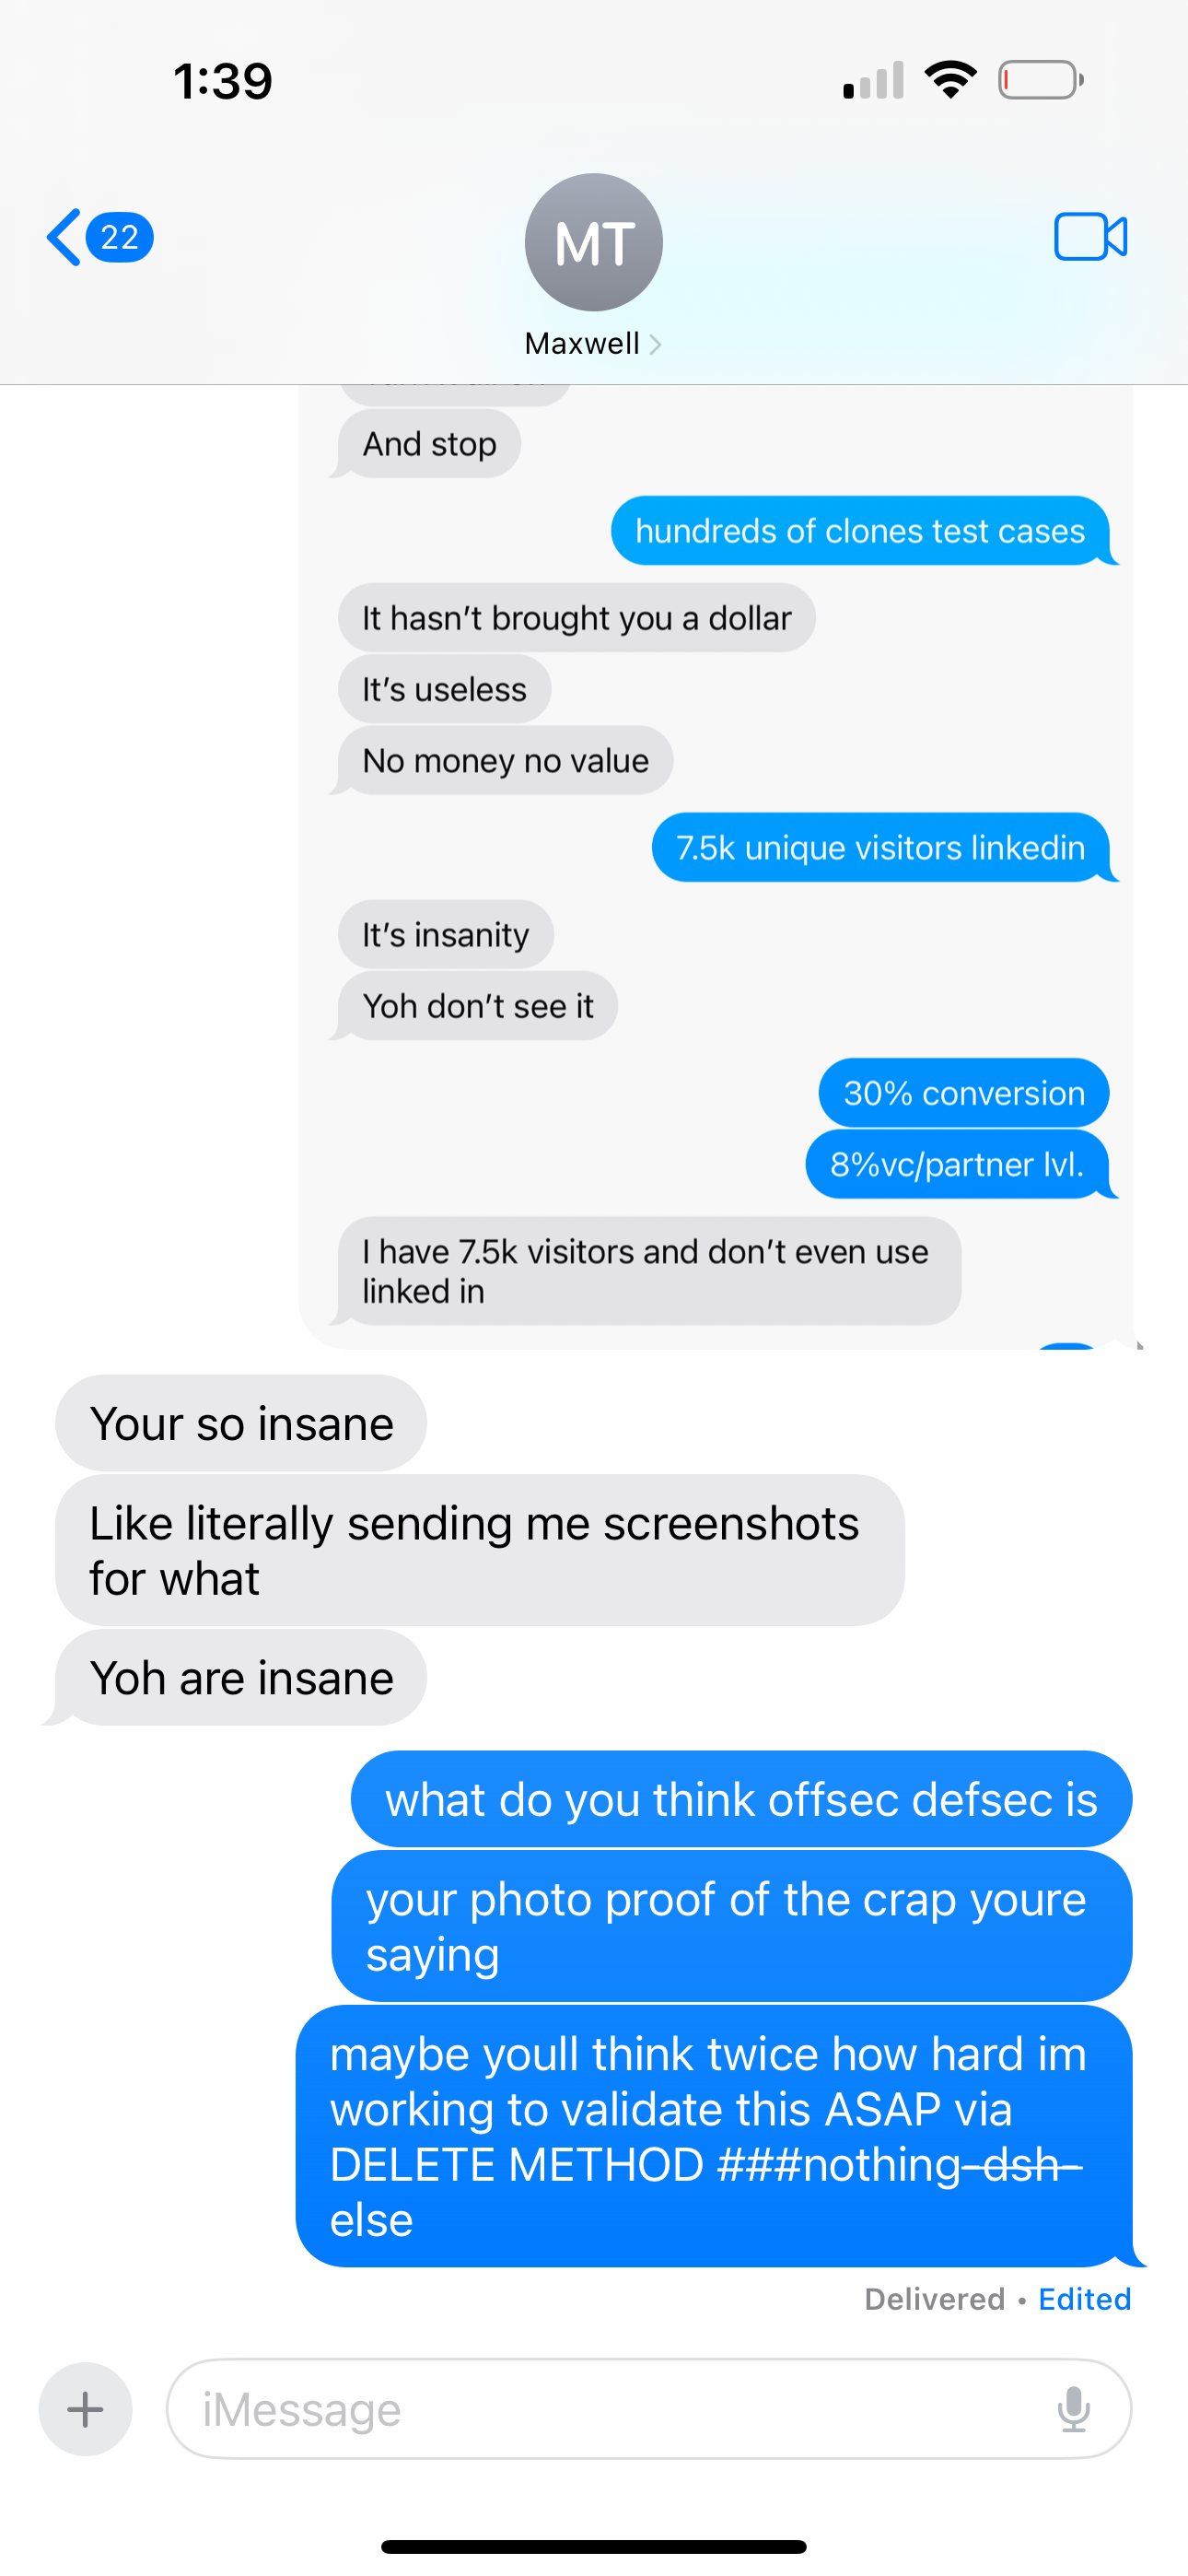 1:39
22
MT
Maxwell
And stop
hundreds of clones test cases
It hasn't brought you a dollar
It's useless
No money no value
7.5k unique visitors linkedin
It's insanity
Yoh don't see it
30% conversion
8%vc/partner lvl.
I have 7.5k visitors and don't even use
linked in
Your so insane
Like literally sending me screenshots
for what
Yoh are insane
what do you think offsec defsec is
your photo proof of the crap youre
saying
maybe youll think twice how hard im
working to validate this ASAP via
DELETE METHOD ###nothing-dsh-
else
Delivered • Edited
iMessage